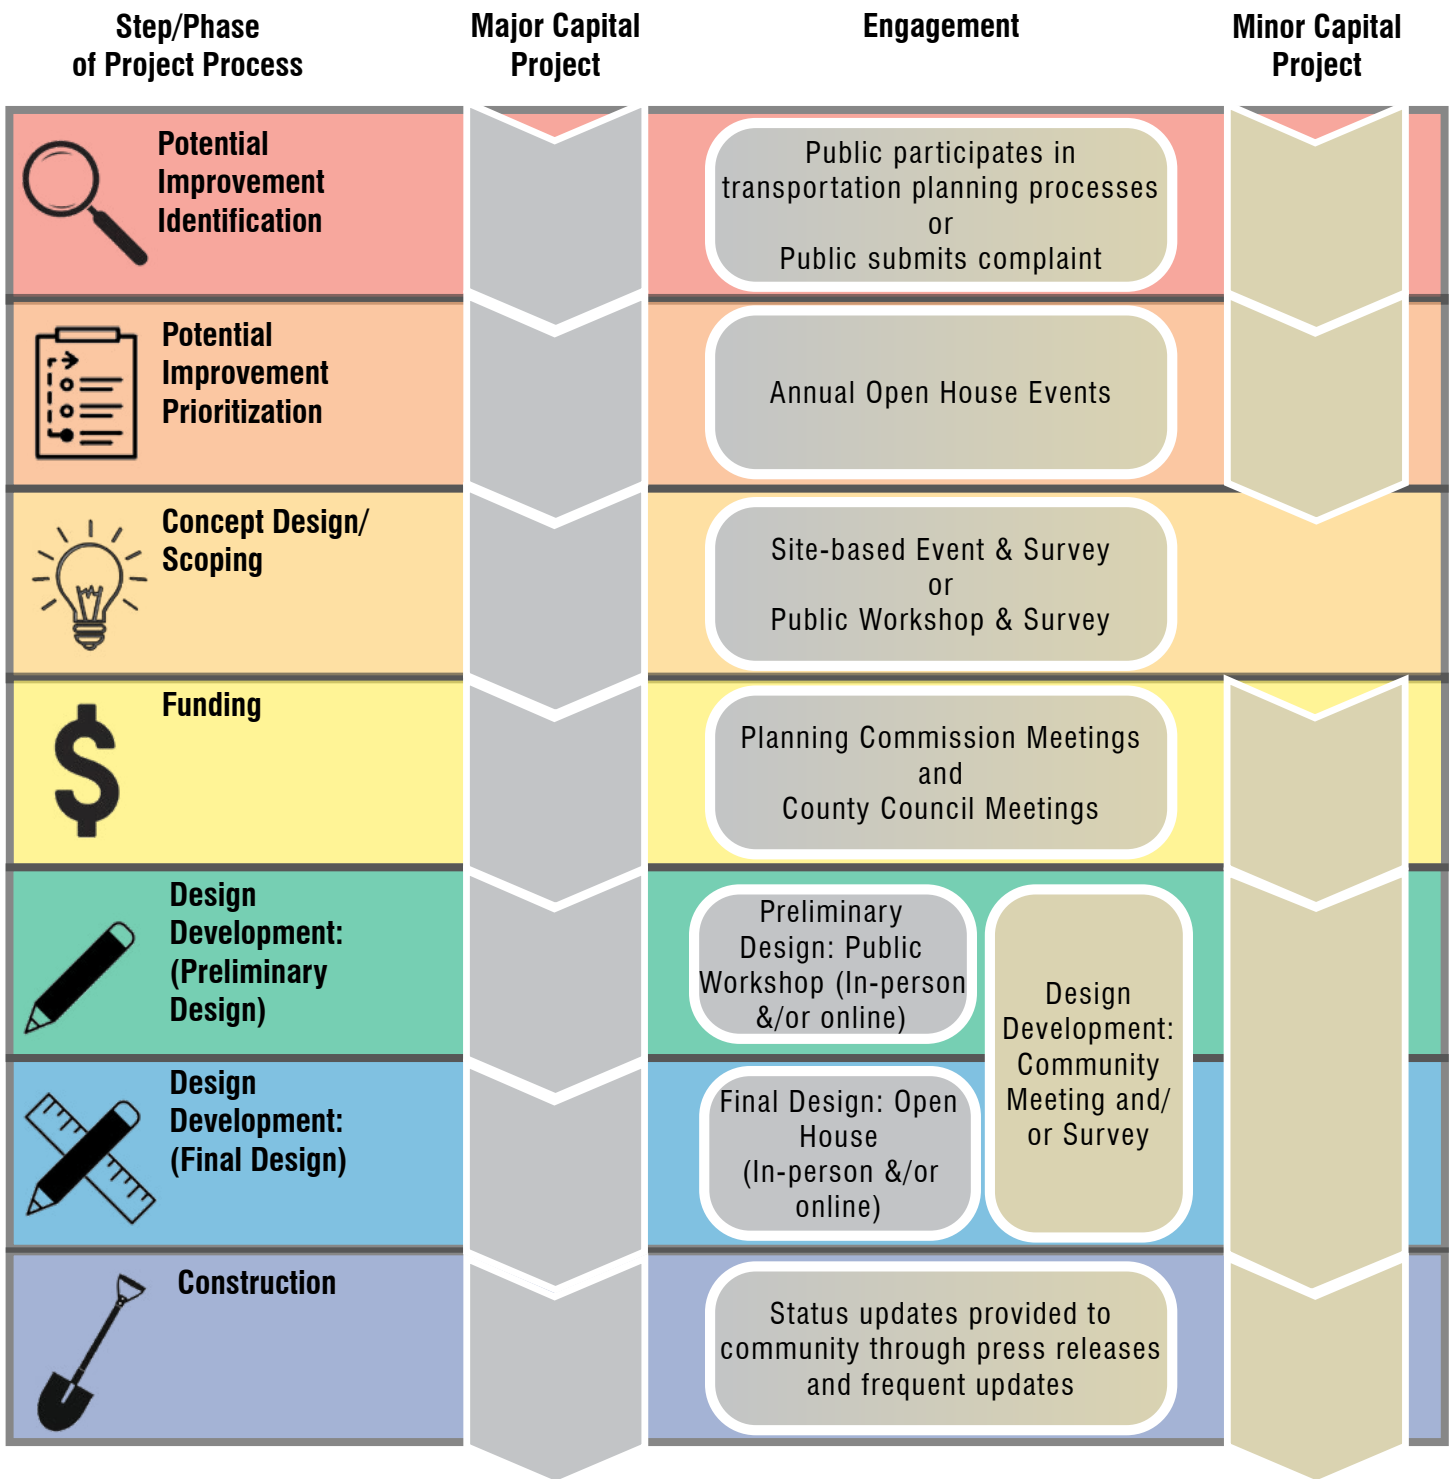 Step/Phase
of Project Process
Major Capital
Project
Engagement
Minor Capital
Project
Potential
Improvement
Identification
Public participates in
transportation planning processes
or
Public submits complaint
Potential
Improvement
Prioritization
Annual Open House Events
Concept Design/
Scoping
Site-based Event & Survey
or
Public Workshop & Survey
Funding
Planning Commission Meetings
and
County Council Meetings
Design
Development:
(Preliminary
Design)
Preliminary
Design: Public
Workshop (In-person
&/or online)
Design
Development:
Community
Meeting and/
or Survey
Design
Development:
(Final Design)
Final Design: Open
House
(In-person &/or
online)
Construction
Status updates provided to
community through press releases
and frequent updates